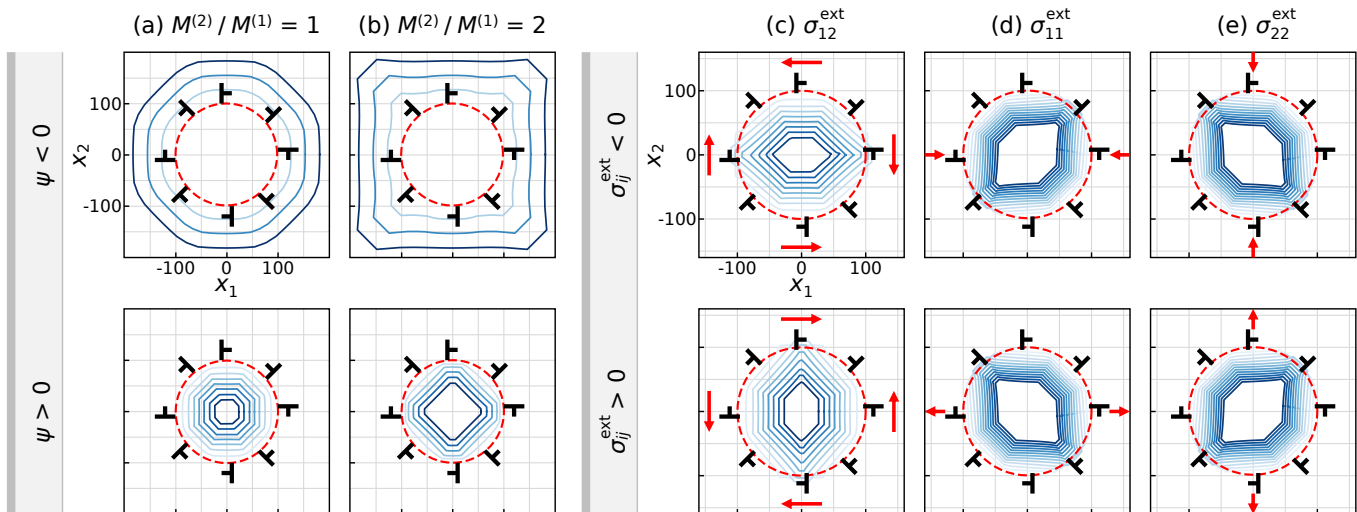 (a) M⁽²⁾ / M⁽¹⁾ = 1
(b) M⁽²⁾ / M⁽¹⁾ = 2
(c) σ₁₂ᵉˣᵗ
(d) σ₁₁ᵉˣᵗ
(e) σ₂₂ᵉˣᵗ
ψ < 0
x₂
100
0
-100
-100 0 100
x₁
σᵢⱼᵉˣᵗ < 0
x₂
100
0
-100
-100 0 100
x₁
ψ > 0
σᵢⱼᵉˣᵗ > 0